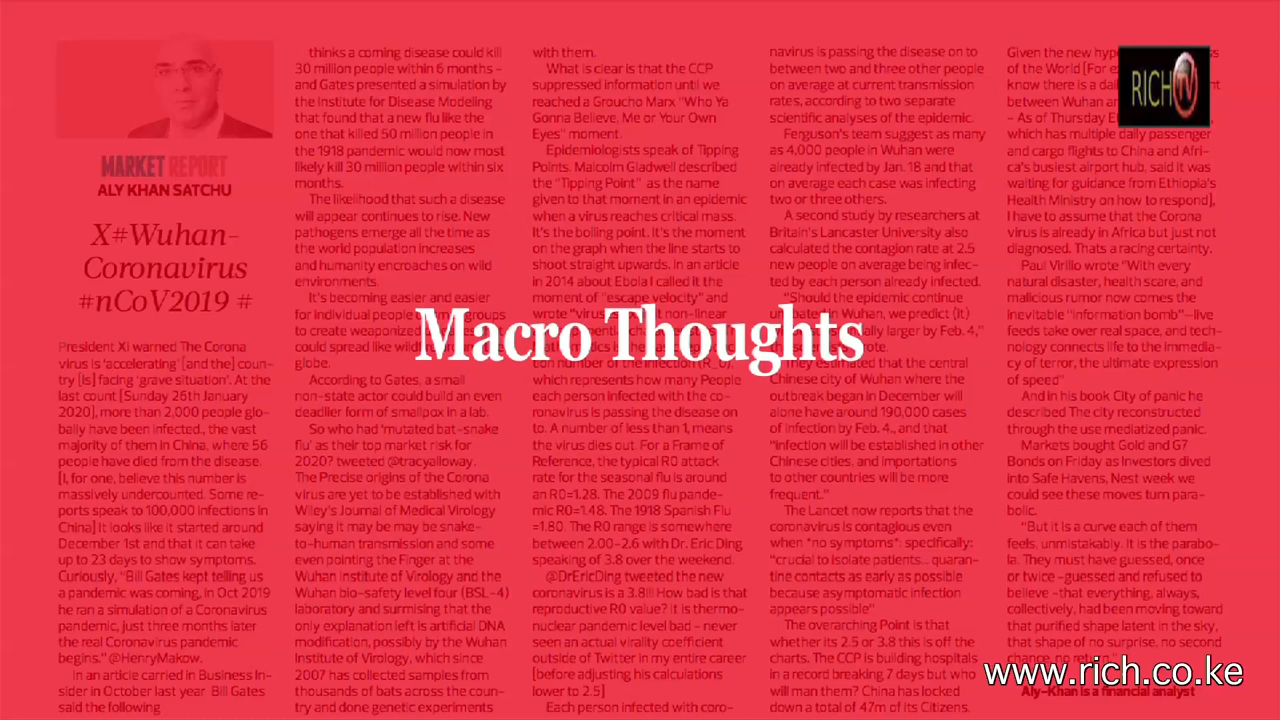 MARKET REPORT
ALY KHAN SATCHU
X#Wuhan-
Coronavirus
#nCoV2019 #
President Xi warned The Corona
virus is 'accelerating' [and the] coun-
try [is] facing 'grave situation'. At the
last count [Sunday 26th January
2020], more than 2,000 people glo-
bally have been infected., the vast
majority of them in China, where 56
people have died from the disease.
[I, for one, believe this number is
massively undercounted. Some re-
ports speak to 100,000 infections in
China] It looks like it started around
December 1st and that it can take
up to 23 days to show symptoms.
Curiously, "Bill Gates kept telling us
a pandemic was coming, in Oct 2019
he ran a simulation of a Coronavirus
pandemic, just three months later
the real Coronavirus pandemic
begins." @HenryMakow.
In an article carried in Business In-
sider in October last year Bill Gates
said the following
thinks a coming disease could kill
30 million people within 6 months -
and Gates presented a simulation by
the Institute for Disease Modeling
that found that a new flu like the
one that killed 50 million people in
the 1918 pandemic would now most
likely kill 30 million people within six
months.
The likelihood that such a disease
will appear continues to rise. New
pathogens emerge all the time as
the world population increases
and humanity encroaches on wild
environments.
It's becoming easier and easier
for individual people groups
to create weaponized
could spread like
globe.
According to Gates, a small
non-state actor could build an even
deadlier form of smallpox in a lab.
So who had 'mutated bat-snake
flu' as their top market risk for
2020? tweeted @tracyalloway.
The Precise origins of the Corona
virus are yet to be established with
Wiley's Journal of Medical Virology
saying it may be may be snake-
to-human transmission and some
even pointing the Finger at the
Wuhan Institute of Virology and the
Wuhan bio-safety level four (BSL-4)
laboratory and surmising that the
only explanation left is artificial DNA
modification, possibly by the Wuhan
Institute of Virology, which since
2007 has collected samples from
thousands of bats across the coun-
try and done genetic experiments
with them.
What is clear is that the CCP
suppressed information until we
reached a Groucho Marx "Who Ya
Gonna Believe, Me or Your Own
Eyes" moment.
Epidemiologists speak of Tipping
Points. Malcolm Gladwell described
the "Tipping Point" as the name
given to that moment in an epidemic
when a virus reaches critical mass.
It's the boiling point. It's the moment
on the graph when the line starts to
shoot straight upwards. In an article
in 2014 about Ebola I called it the
moment of "escape velocity" and
wrote non-linear
tion number of the infection (R_0).
which represents how many People
each person infected with the co-
ronavirus is passing the disease on
to. A number of less than 1, means
the virus dies out. For a Frame of
Reference, the typical R0 attack
rate for the seasonal flu is around
an R0=1.28. The 2009 flu pande-
mic R0=1.48. The 1918 Spanish Flu
=1.80. The R0 range is somewhere
between 2.00-2.6 with Dr. Eric Ding
speaking of 3.8 over the weekend.
@DrEricDing tweeted the new
coronavirus is a 3.8!!! How bad is that
reproductive R0 value? It is thermo-
nuclear pandemic level bad - never
seen an actual virality coefficient
outside of Twitter in my entire career
[before adjusting his calculations
lower to 2.5]
Each person infected with coro-
navirus is passing the disease on to
between two and three other people
on average at current transmission
rates, according to two separate
scientific analyses of the epidemic.
Ferguson's team suggest as many
as 4,000 people in Wuhan were
already infected by Jan. 18 and that
on average each case was infecting
two or three others.
A second study by researchers at
Britain's Lancaster University also
calculated the contagion rate at 2.5
new people on average being infec-
ted by each person already infected.
"Should the epidemic continue
in Wuhan, we predict (it)
larger by Feb. 4,"
They estimated that the central
Chinese city of Wuhan where the
outbreak began in December will
alone have around 190,000 cases
of infection by Feb. 4., and that
"infection will be established in other
Chinese cities, and importations
to other countries will be more
frequent."
The Lancet now reports that the
coronavirus is contagious even
when *no symptoms*: specifically:
"crucial to isolate patients... quaran-
tine contacts as early as possible
because asymptomatic infection
appears possible"
The overarching Point is that
whether its 2.5 or 3.8 this is off the
charts. The CCP is building hospitals
in a record breaking 7 days but who
will man them? China has locked
down a total of 47m of its Citizens.
Given the new
of the World [For
know there is a
between Wuhan
- As of Thursday
which has multiple daily passenger
and cargo flights to China and Afri-
ca's busiest airport hub, said it was
waiting for guidance from Ethiopia's
Health Ministry on how to respond],
I have to assume that the Corona
virus is already in Africa but just not
diagnosed. Thats a racing certainty.
Paul Virillo wrote "With every
natural disaster, health scare, and
malicious rumor now comes the
inevitable "information bomb"—live
feeds take over real space, and tech-
nology connects life to the immedia-
cy of terror, the ultimate expression
of speed"
And in his book City of panic he
described The city reconstructed
through the use mediatized panic.
Markets bought Gold and G7
Bonds on Friday as Investors dived
into Safe Havens, Nest week we
could see these moves turn para-
bolic.
"But it is a curve each of them
feels, unmistakably. It is the parabo-
la. They must have guessed, once
or twice -guessed and refused to
believe -that everything, always,
collectively, had been moving toward
that purified shape latent in the sky,
that shape of no surprise, no second
chance, no
Aly-Khan is a financial analyst
Macro Thoughts
RICH TV
www.rich.co.ke